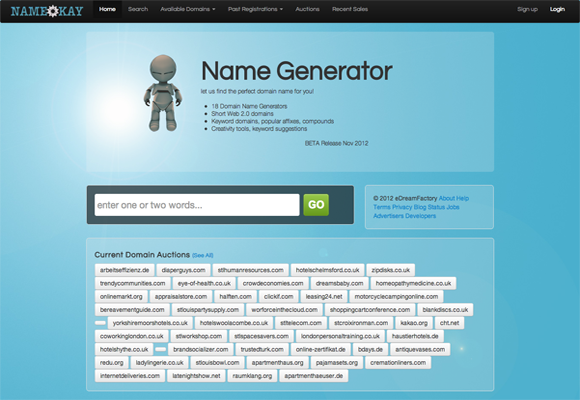 NAMEOKAY Home Search Available Domains Past Registrations Auctions Recent Sales Sign up Login
Name Generator
let us find the perfect domain name for you!
18 Domain Name Generators
Short Web 2.0 domains
Keyword domains, popular affixes, compounds
Creativity tools, keyword suggestions
BETA Release Nov 2012
enter one or two words... GO
© 2012 eDreamFactory About Help
Terms Privacy Blog Status Jobs
Advertisers Developers
Current Domain Auctions (See All)
arbeitseffizienz.de diaperguys.com stlhumanresources.com hotelschelmsford.co.uk zipdisks.co.uk
trendycommunities.com eye-of-health.co.uk crowdeconomies.com dreamsbaby.com homeopathymedicine.co.uk
onlinemarkt.org appraisalstore.com halften.com clickif.com leasing24.net motorcyclecampingonline.com
bereavementguide.com stlouispartysupply.com worforceinthecloud.com shoppingcartconference.com blankdiscs.co.uk
yorkshiremoorshotels.co.uk hotelswoolacombe.co.uk sttelecom.com stcroixronman.com kakao.org cht.net
coworkinglondon.co.uk stlworkshop.com stlspacesavers.com londonpersonaltraining.co.uk haustierhotels.de
hotelshythe.co.uk brandsocializer.com trustedturk.com online-zertifikat.de bdays.de antiquevases.com
redu.org ladylingerie.co.uk stlouisbowl.com apartmenthaus.org pajamasets.org cremationliners.com
internetdeliveries.com latenightshow.net raumklang.org apartmenthaeuser.de